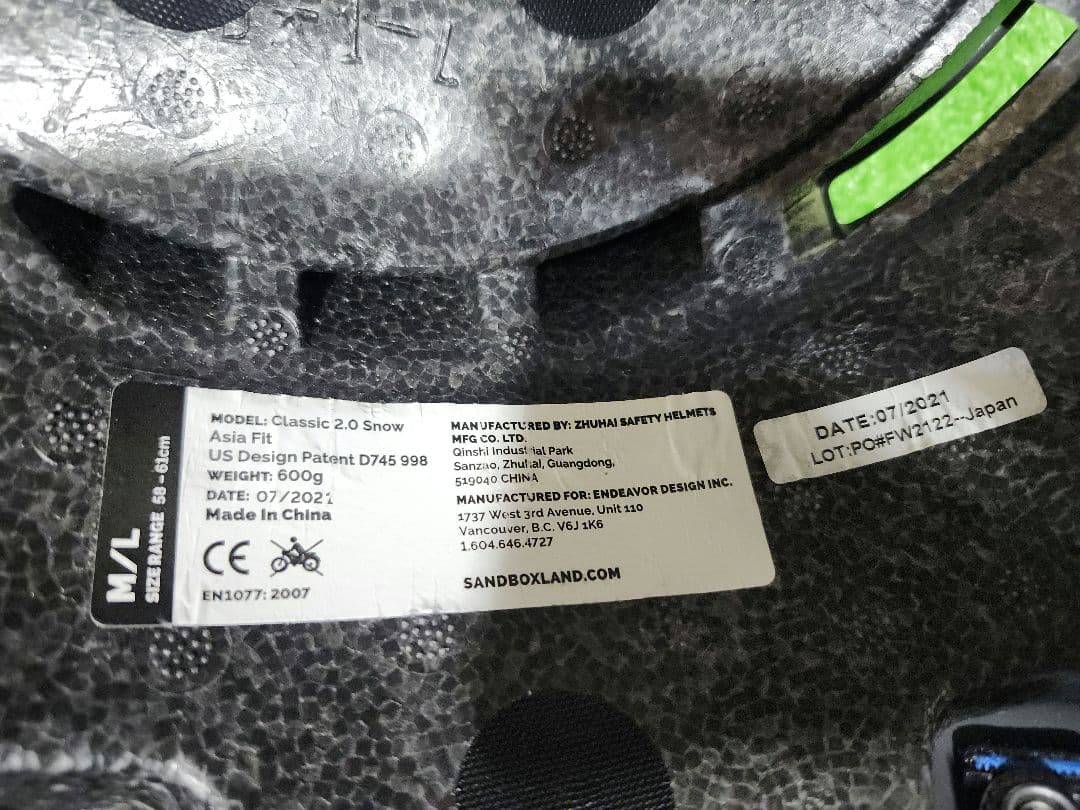 M/L
SIZE RANGE 58 - 61cm
MODEL: Classic 2.0 Snow
Asia Fit
US Design Patent D745 998
WEIGHT: 600g
DATE: 07/2021
Made In China
CE
EN1077: 2007
MANUFACTURED BY: ZHUHAI SAFETY HELMETS
MFG CO. LTD.
Qinshi Industrial Park
Sanzao, Zhuhai, Guangdong,
519040 CHINA
MANUFACTURED FOR: ENDEAVOR DESIGN INC.
1737 West 3rd Avenue, Unit 110
Vancouver, B.C. V6J 1K6
1.604.646.4727
SANDBOXLAND.COM
DATE:07/2021
LOT:PO#FW2122--Japan